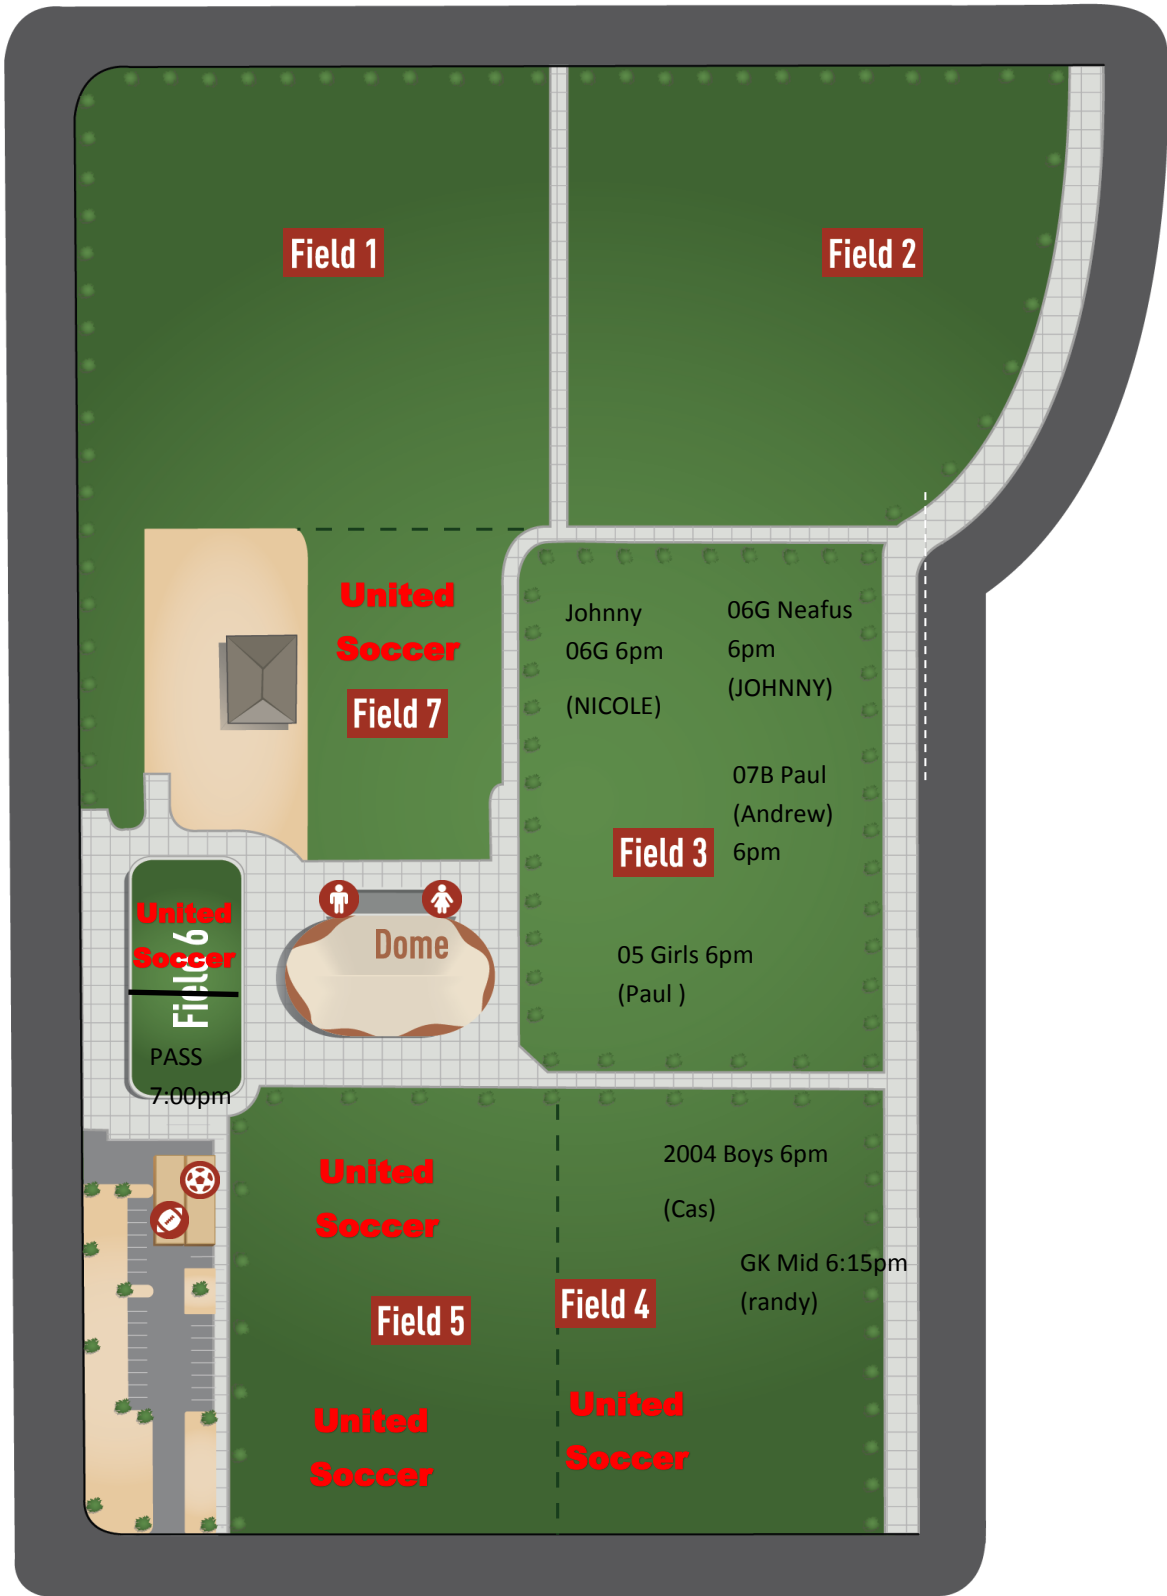 Field 1
Field 2
United
Soccer
Field 7
Johnny
06G 6pm
(NICOLE)
06G Neafus
6pm
(JOHNNY)
07B Paul
(Andrew)
6pm
Field 3
05 Girls 6pm
(Paul )
United
Soccer
Field 6
PASS
7:00pm
Dome
United
Soccer
Field 5
United
Soccer
2004 Boys 6pm
(Cas)
GK Mid 6:15pm
(randy)
Field 4
United
Soccer